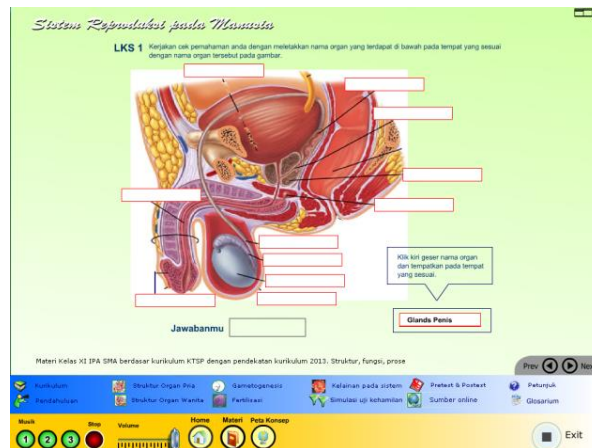 Sistem Reproduksi pada Manusia
LKS 1 Kerjakan cek pemahaman anda dengan meletakkan nama organ yang terdapat di bawah pada tempat yang sesuai
dengan nama organ tersebut pada gambar.
Klik kiri geser nama organ
dan tempatkan pada tempat
yang sesuai.
Glands Penis
Jawabanmu
Materi Kelas XI IPA SMA berdasar kurikulum KTSP dengan pendekatan kurikulum 2013. Struktur, fungsi, prose
Prev Nex
Kurikulum Struktur Organ Pria Gametogenesis Kelainan pada sistem Pretest & Postest Petunjuk
Pendahuluan Struktur Organ Wanita Fertilisasi Simulasi uji kehamilan Sumber online Glosarium
Musik Stop Volume Home Materi Peta Konsep
1 2 3 Exit